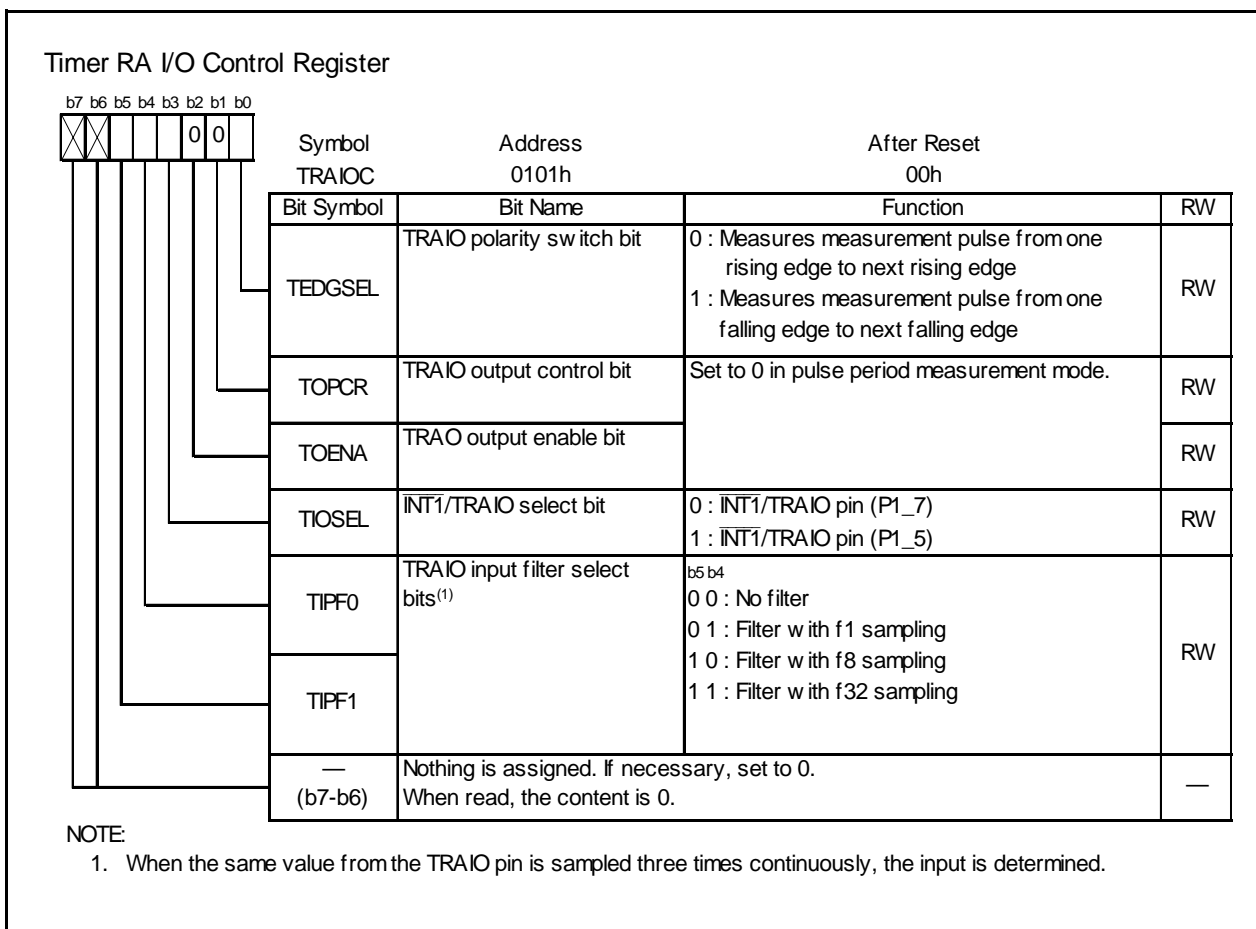 Timer RA I/O Control Register
b7 b6 b5 b4 b3 b2 b1 b0
0 0
Symbol Address After Reset
TRAIOC 0101h 00h
Bit Symbol Bit Name Function RW
TEDGSEL
TRAIO polarity switch bit
0 : Measures measurement pulse from one
rising edge to next rising edge
1 : Measures measurement pulse from one
falling edge to next falling edge
RW
TOPCR
TRAIO output control bit
Set to 0 in pulse period measurement mode.
RW
TOENA
TRAO output enable bit
RW
TIOSEL
INT1/TRAIO select bit
0 : INT1/TRAIO pin (P1_7)
1 : INT1/TRAIO pin (P1_5)
RW
TIPF0
TRAIO input filter select
bits(1)
b5 b4
0 0 : No filter
0 1 : Filter with f1 sampling
1 0 : Filter with f8 sampling
1 1 : Filter with f32 sampling
RW
TIPF1
—
(b7-b6)
Nothing is assigned. If necessary, set to 0.
When read, the content is 0.
—
NOTE:
1. When the same value from the TRAIO pin is sampled three times continuously, the input is determined.